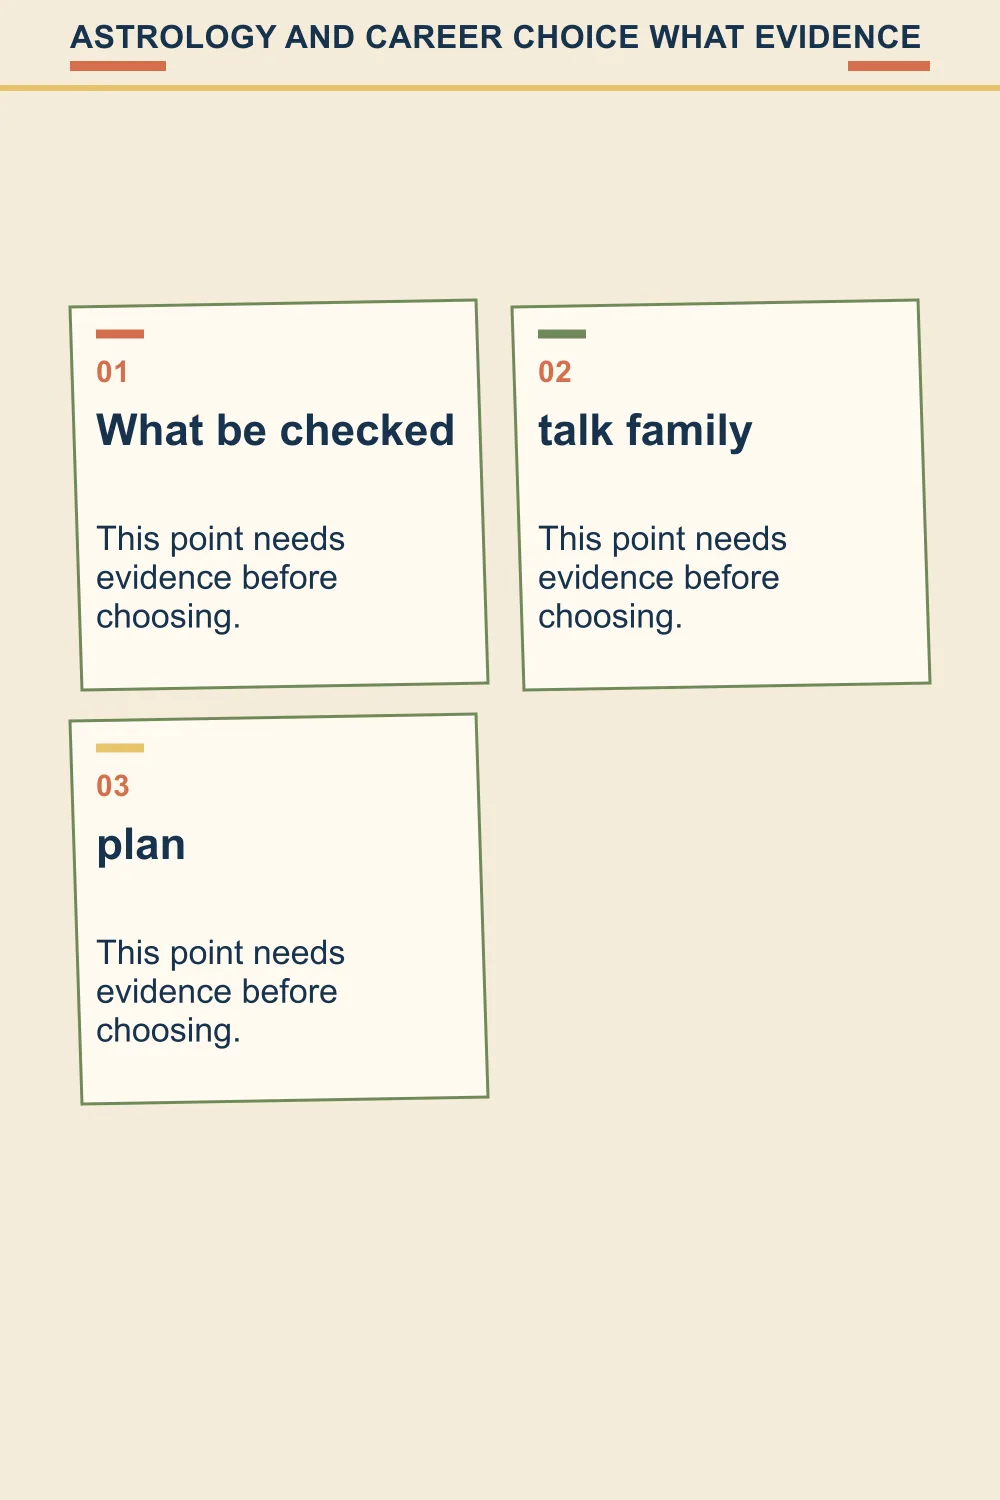 ASTROLOGY AND CAREER CHOICE WHAT EVIDENCE
01
What be checked
This point needs
evidence before
choosing.
02
talk family
This point needs
evidence before
choosing.
03
plan
This point needs
evidence before
choosing.